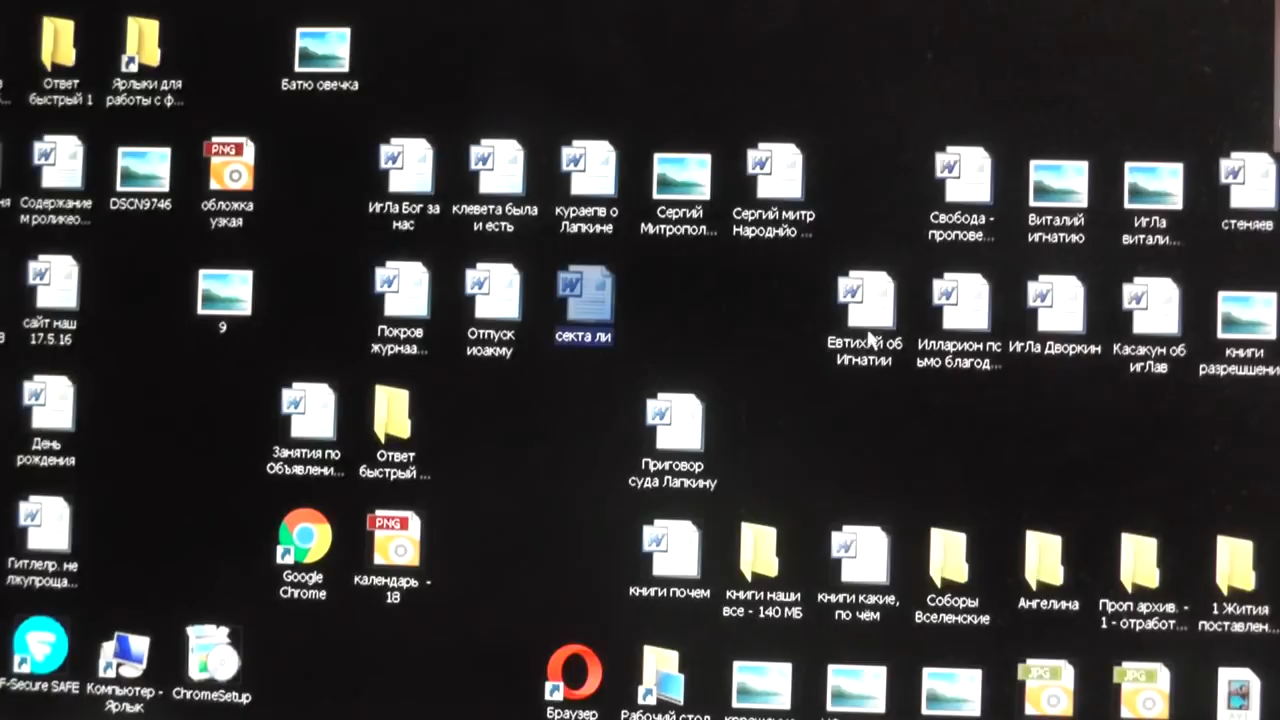 Ответ
быстрый 1
Ярлыки для
работы с ф...
Батю овечка
Содержание
м роликео...
DSCN9746
PNG
обложка
узкая
ИгЛа Бог за
нас
клевета была
и есть
кураепв о
Лапкине
Сергий
Митропол...
Сергий митр
Народнйо ...
Свобода -
пропове...
Виталий
игнатию
ИгЛа
витали...
стеняев
сайт наш
17.5.16
9
Покров
журнаа...
Отпуск
иоакму
секта ли
Евтихий об
Игнатии
Илларион пс
ьмо благод...
ИгЛа Дворкин
Касакун об
игЛав
книги
разрешшени
День
рождения
Занятия по
Объявлени...
Ответ
быстрый ...
Приговор
суда Лапкину
Гитлелр. не
лжупроща...
Google
Chrome
PNG
календарь -
18
книги почем
книги наши
все - 140 МБ
книги какие,
по чём
Соборы
Вселенские
Ангелина
Проп архив. -
1 - отработ...
1 Жития
поставлен...
F-Secure SAFE
Компьютер -
Ярлык
ChromeSetup
Браузер
Рабочий стол
JPG
JPG